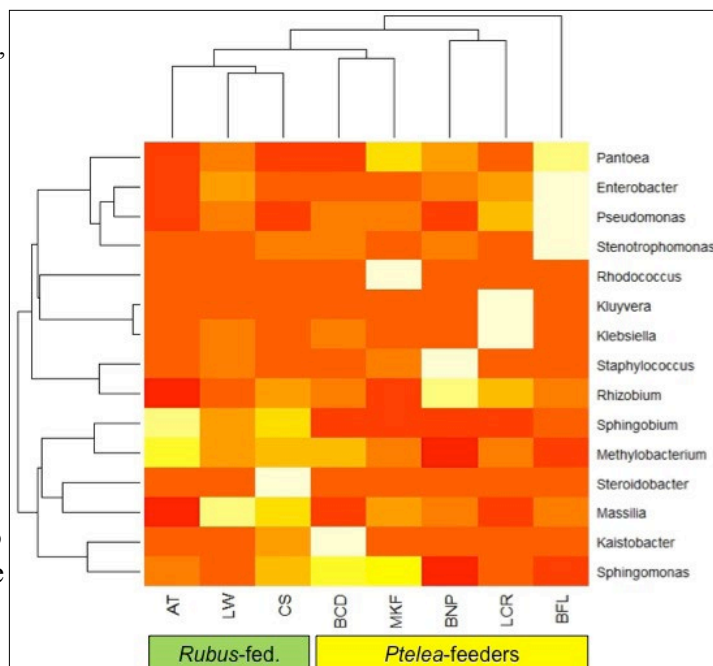 Pantoea
Enterobacter
Pseudomonas
Stenotrophomonas
Rhodococcus
Kluyvera
Klebsiella
Staphylococcus
Rhizobium
Sphingobium
Methylobacterium
Steroidobacter
Massilia
Kaistobacter
Sphingomonas
AT LW CS BCD MKF BNP LCR BFL
Rubus-fed. Ptelea-feeders